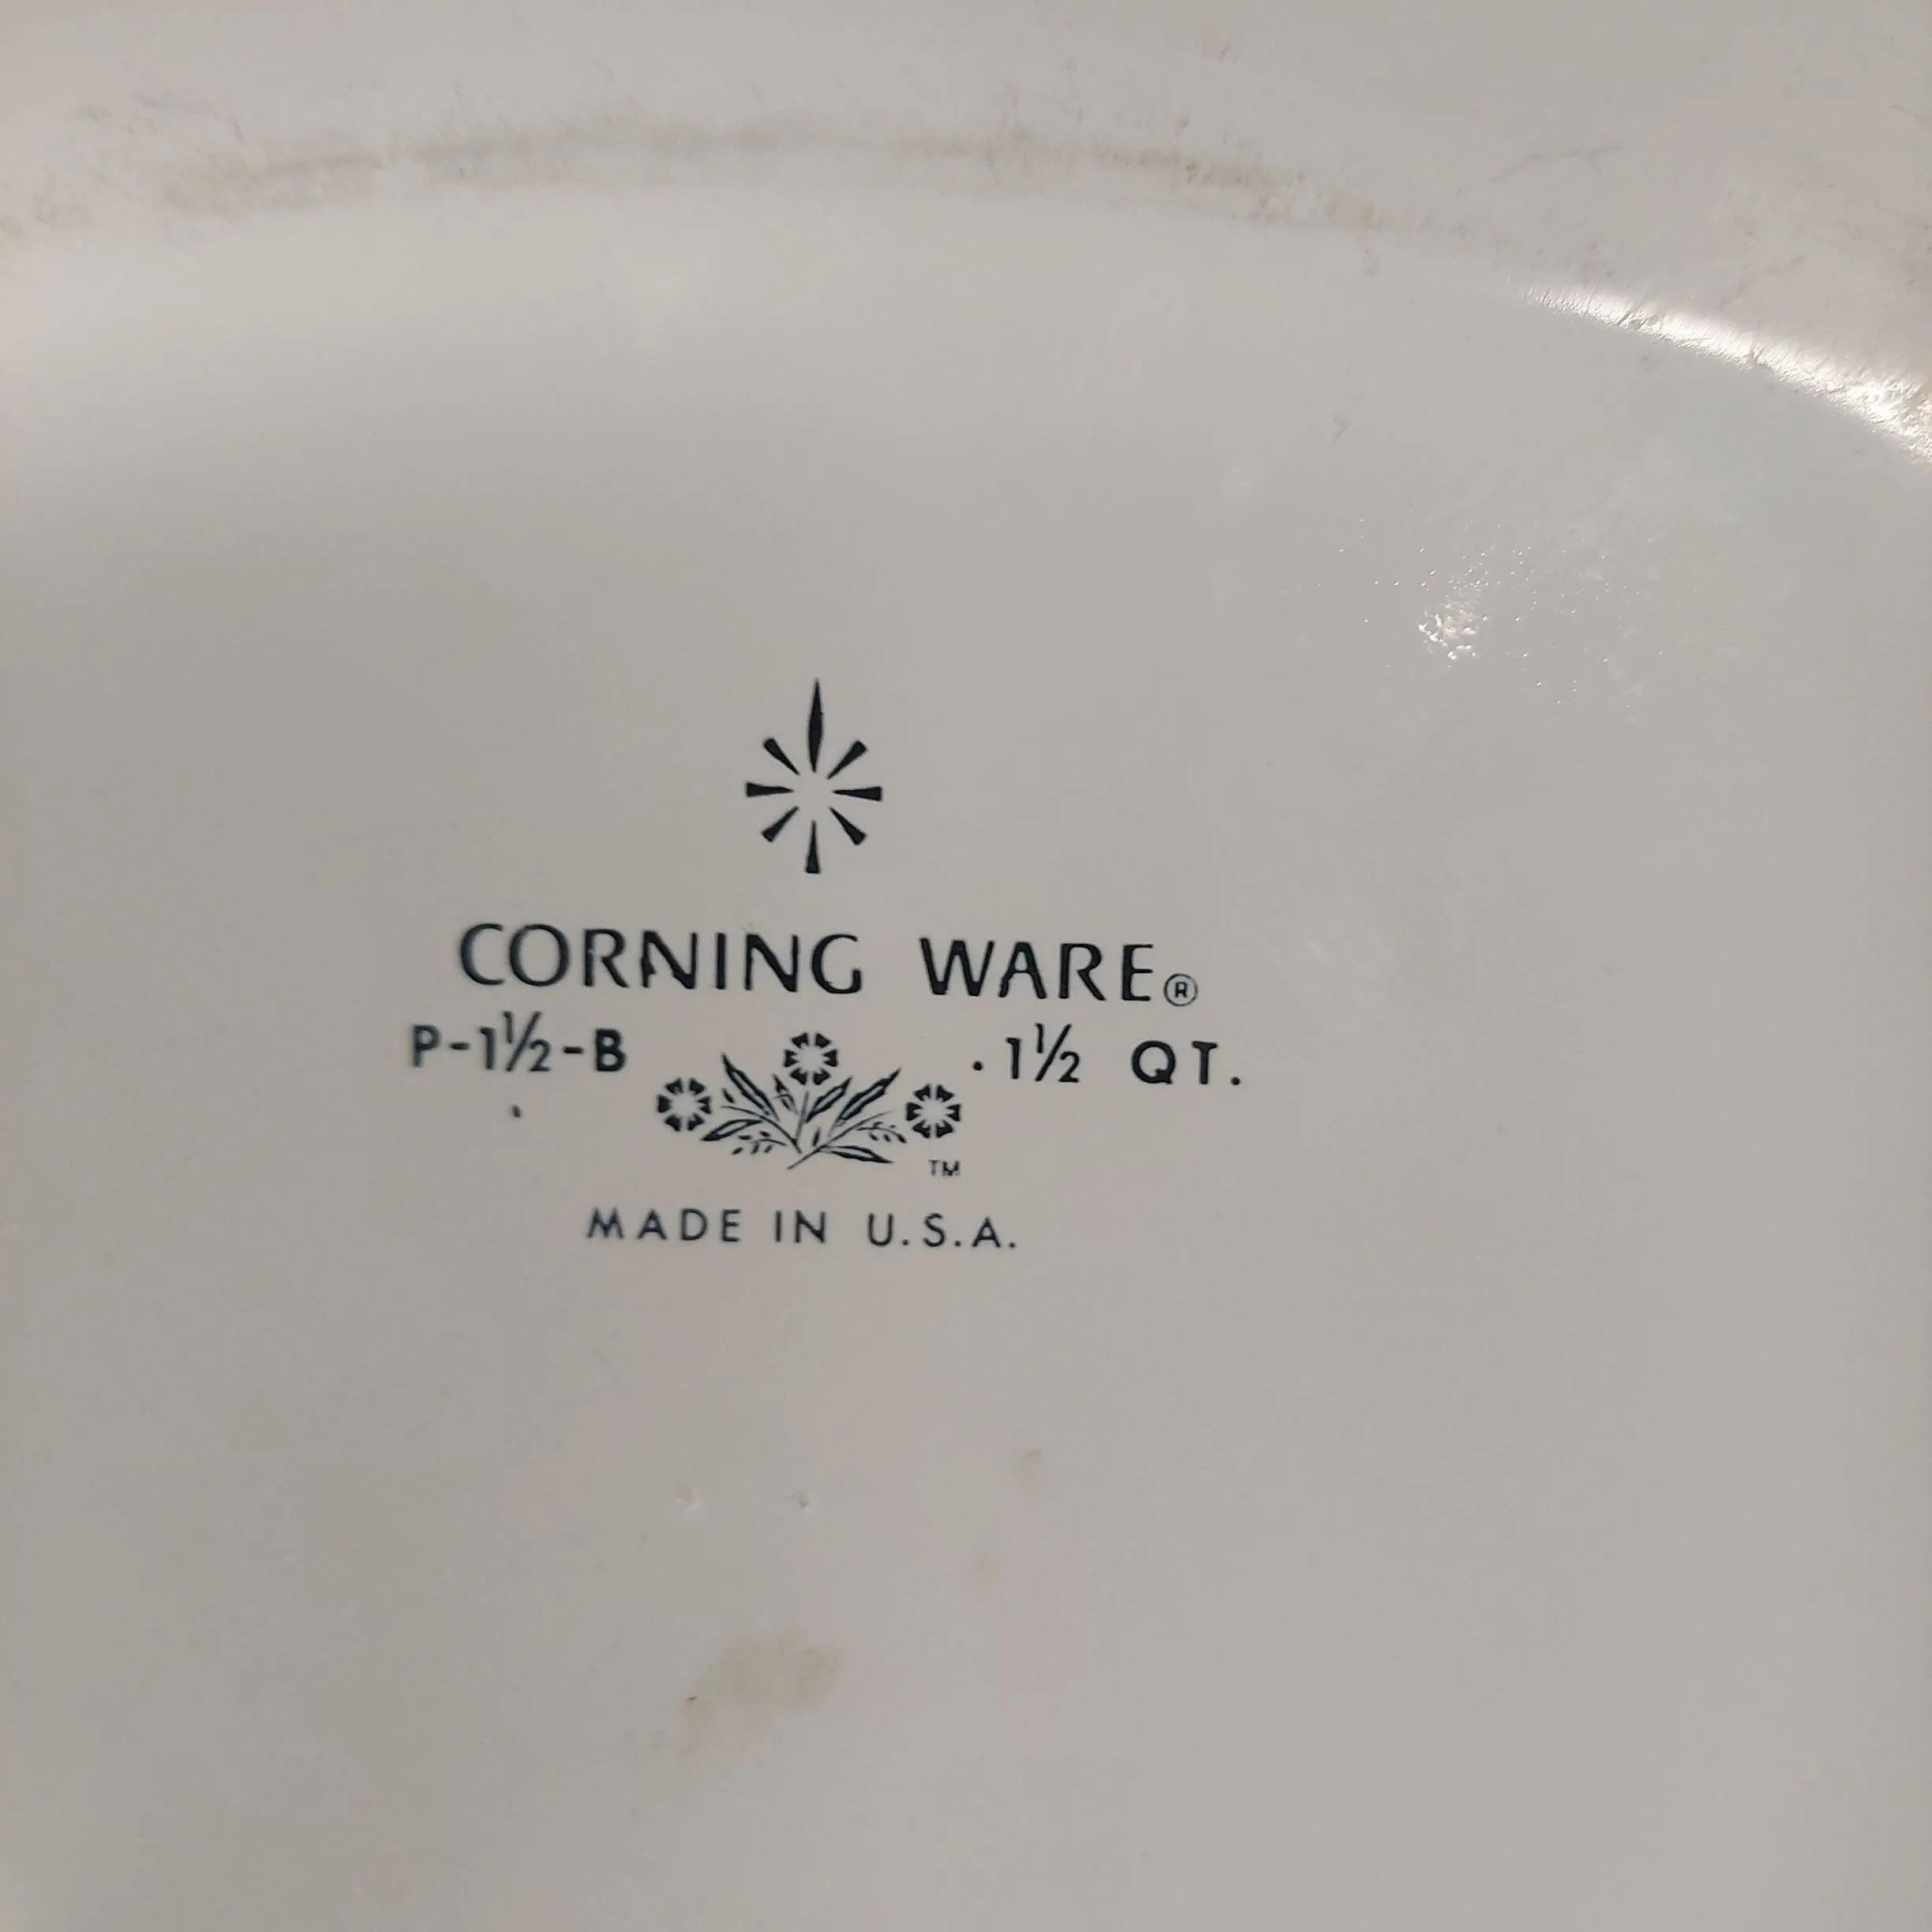 CORNING WARE®
P-1½-B · 1½ QT.
TM
MADE IN U.S.A.